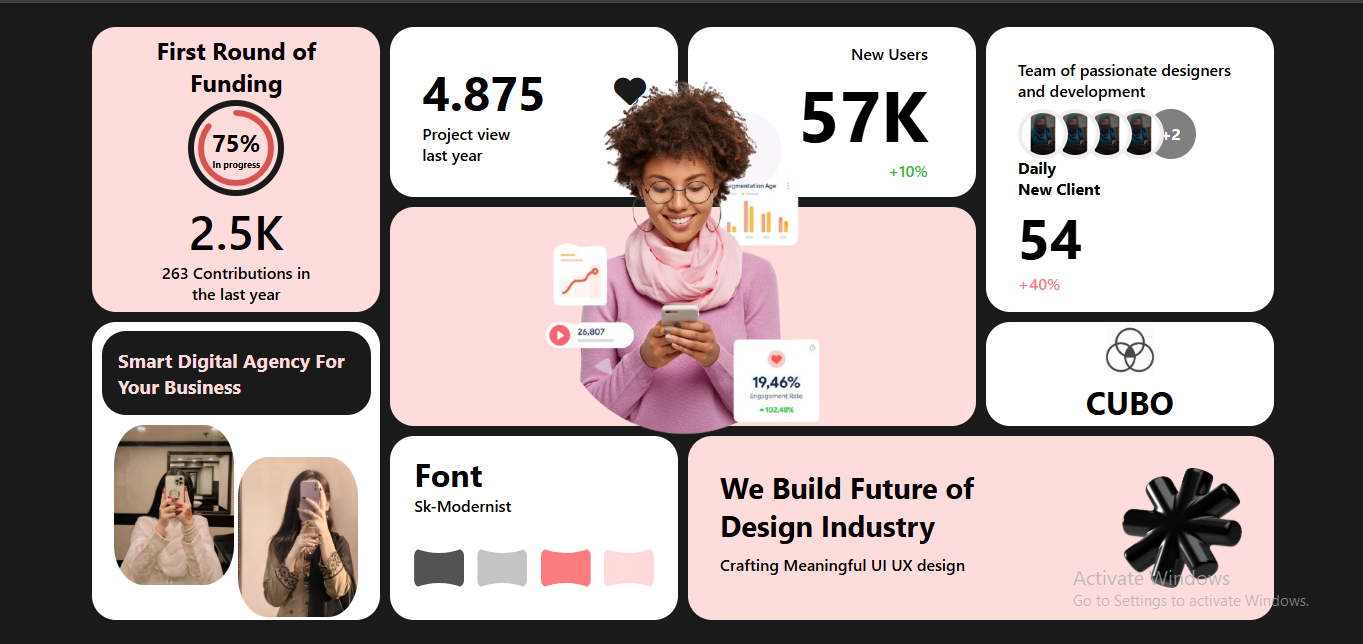 First Round of
Funding
75%
In progress
2.5K
263 Contributions in
the last year
4.875
Project view
last year
New Users
57K
+10%
Team of passionate designers
and development
+2
Daily
New Client
54
+40%
Age
26,807
19,46%
Engagement Rate
102,48%
Smart Digital Agency For
Your Business
CUBO
Font
Sk-Modernist
We Build Future of
Design Industry
Crafting Meaningful UI UX design
Activate Windows
Go to Settings to activate Windows.